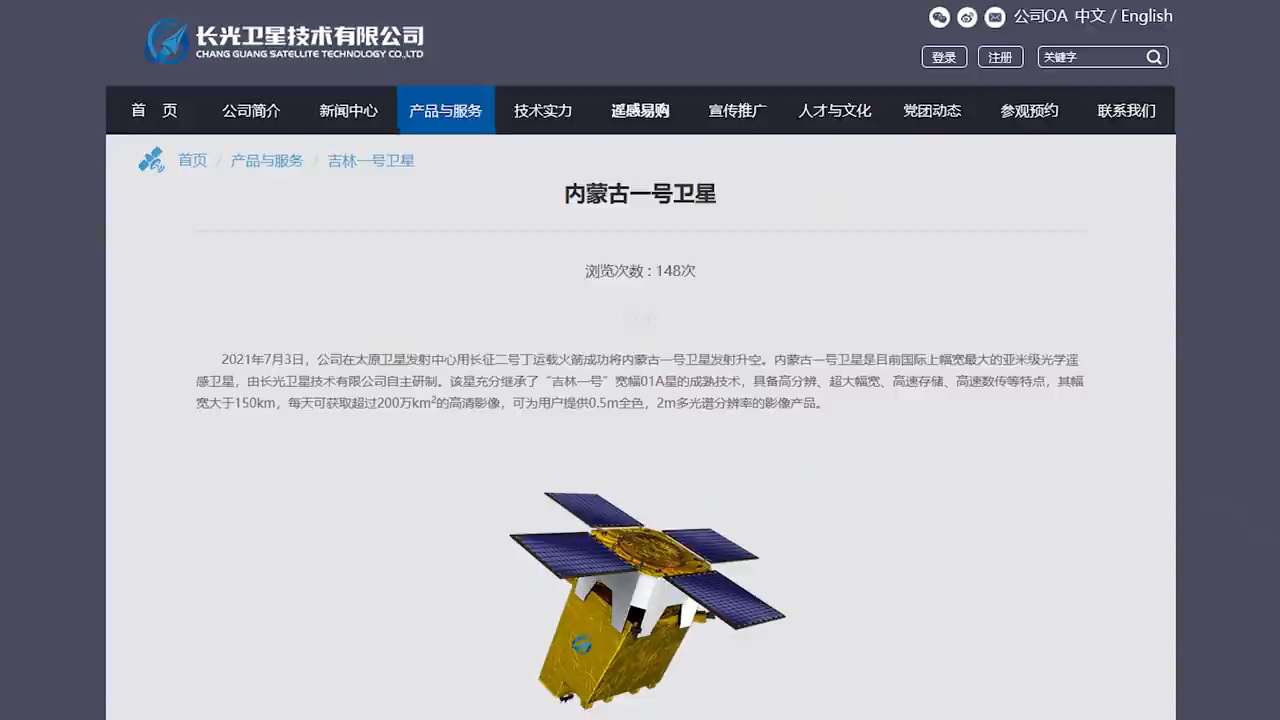 长光卫星技术有限公司
CHANG GUANG SATELLITE TECHNOLOGY CO.,LTD
公司OA 中文 / English
登录 注册 关键字
首 页 公司简介 新闻中心 产品与服务 技术实力 遥感易购 宣传推广 人才与文化 党团动态 参观预约 联系我们
首页 / 产品与服务 / 吉林一号卫星
内蒙古一号卫星
浏览次数 : 148次
2021年7月3日，公司在太原卫星发射中心用长征二号丁运载火箭成功将内蒙古一号卫星发射升空。内蒙古一号卫星是目前国际上幅宽最大的亚米级光学遥
感卫星，由长光卫星技术有限公司自主研制。该星充分继承了“吉林一号”宽幅01A星的成熟技术，具备高分辨、超大幅宽、高速存储、高速数传等特点，其幅
宽大于150km，每天可获取超过200万km²的高清影像，可为用户提供0.5m全色，2m多光谱分辨率的影像产品。